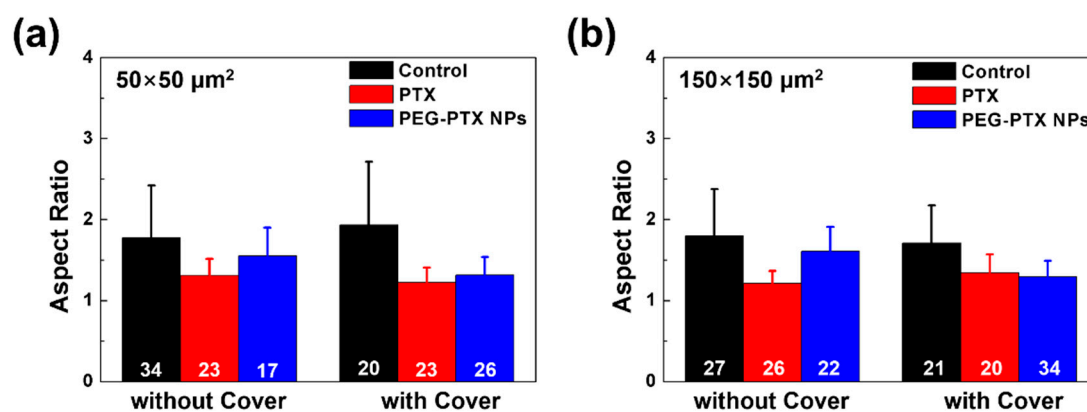 (a)
50×50 μm²
Control
PTX
PEG-PTX NPs
Aspect Ratio
4
3
2
1
0
34 23 17 20 23 26
without Cover with Cover
(b)
150×150 μm²
Control
PTX
PEG-PTX NPs
Aspect Ratio
4
3
2
1
0
27 26 22 21 20 34
without Cover with Cover